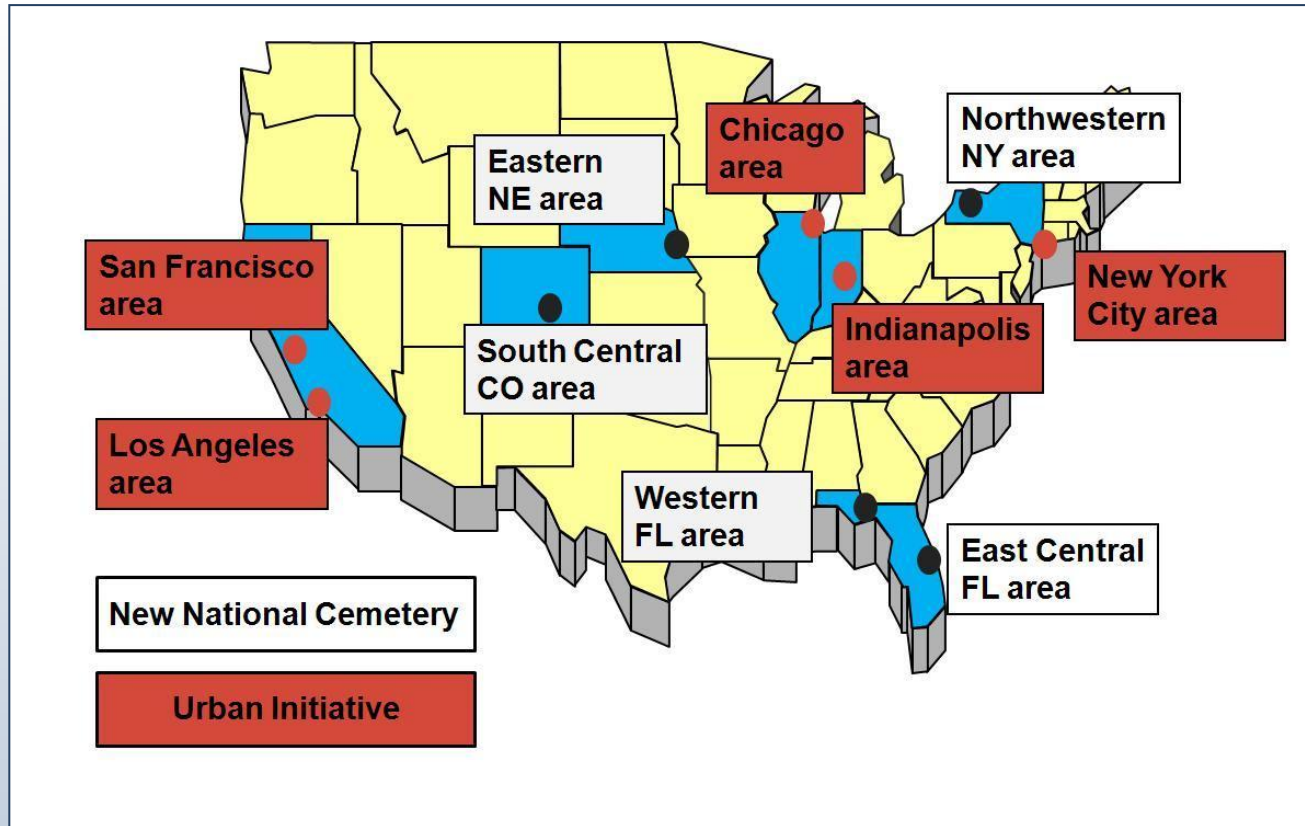 Chicago
area
Northwestern
NY area
Eastern
NE area
San Francisco
area
New York
City area
South Central
CO area
Indianapolis
area
Los Angeles
area
Western
FL area
East Central
FL area
New National Cemetery
Urban Initiative